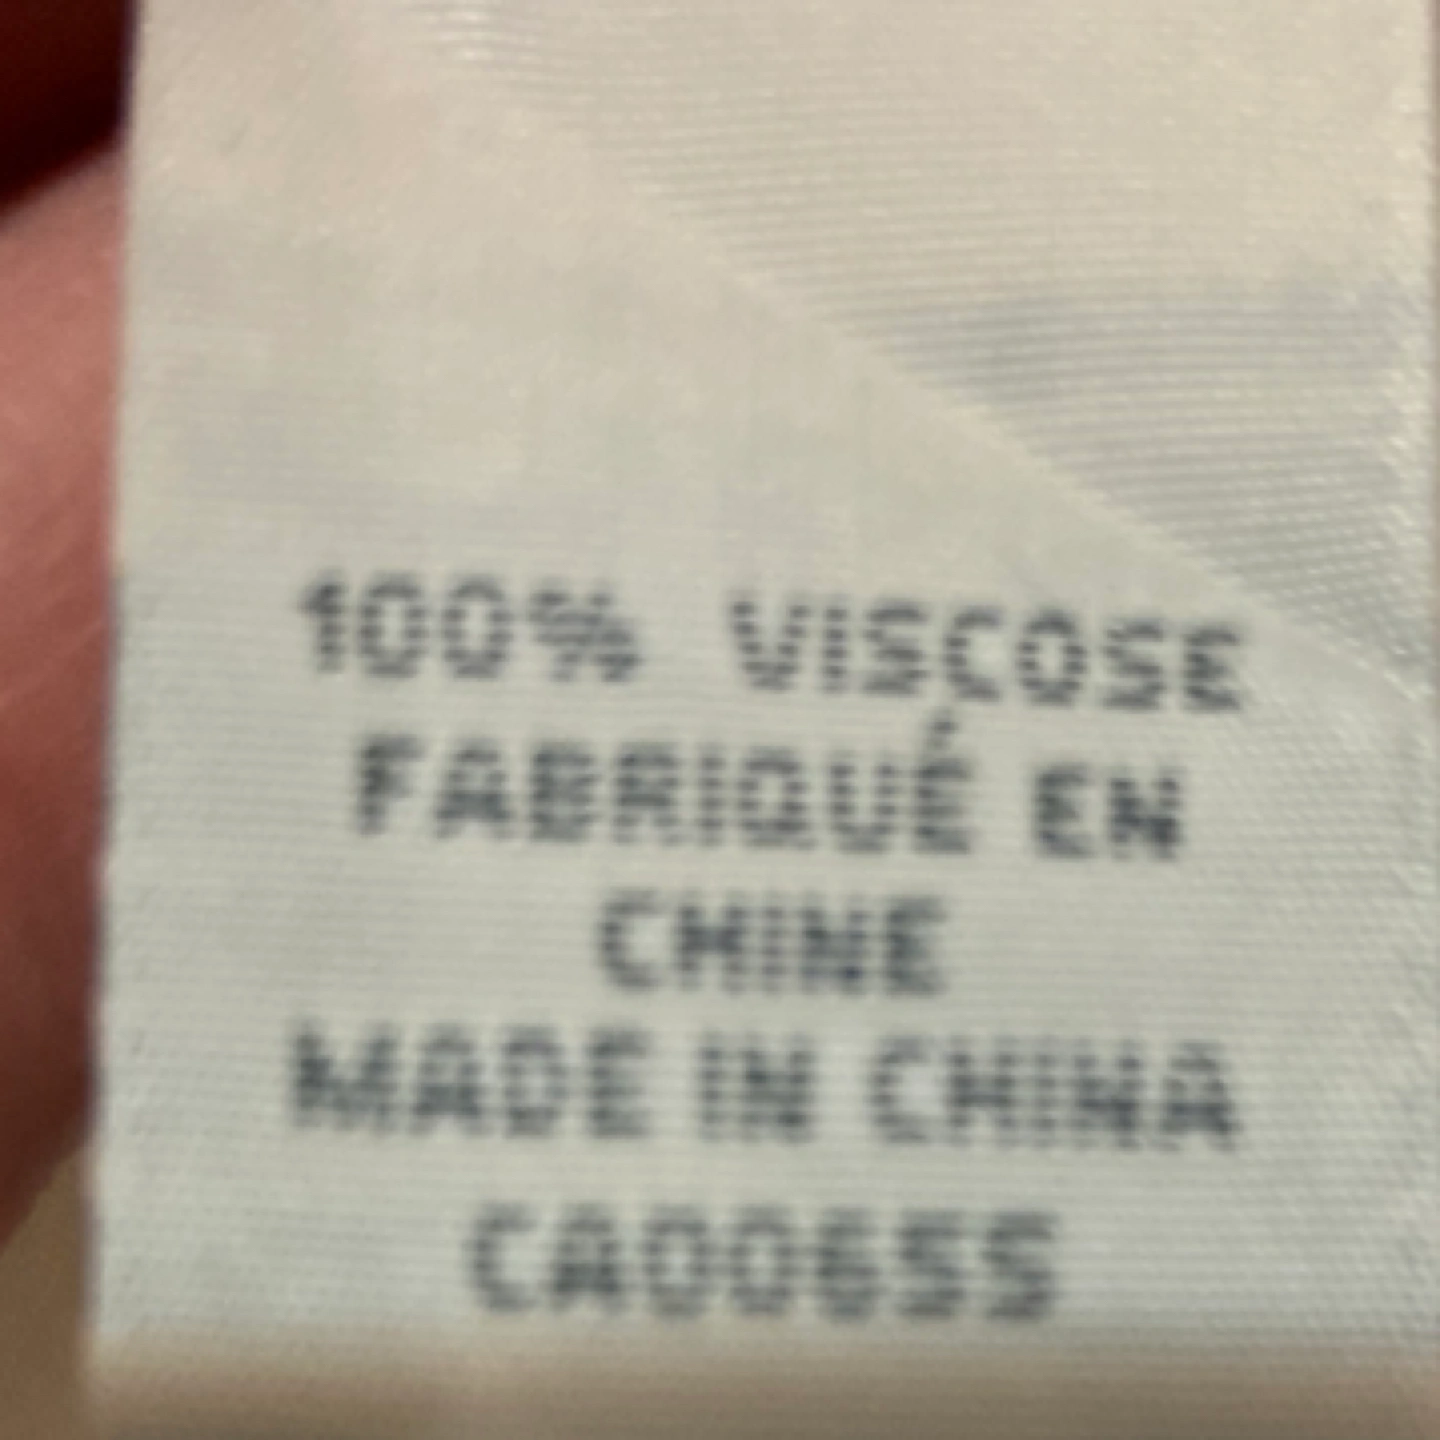 100% VISCOSE
FABRIQUÉ EN
CHINE
MADE IN CHINA
CA00655